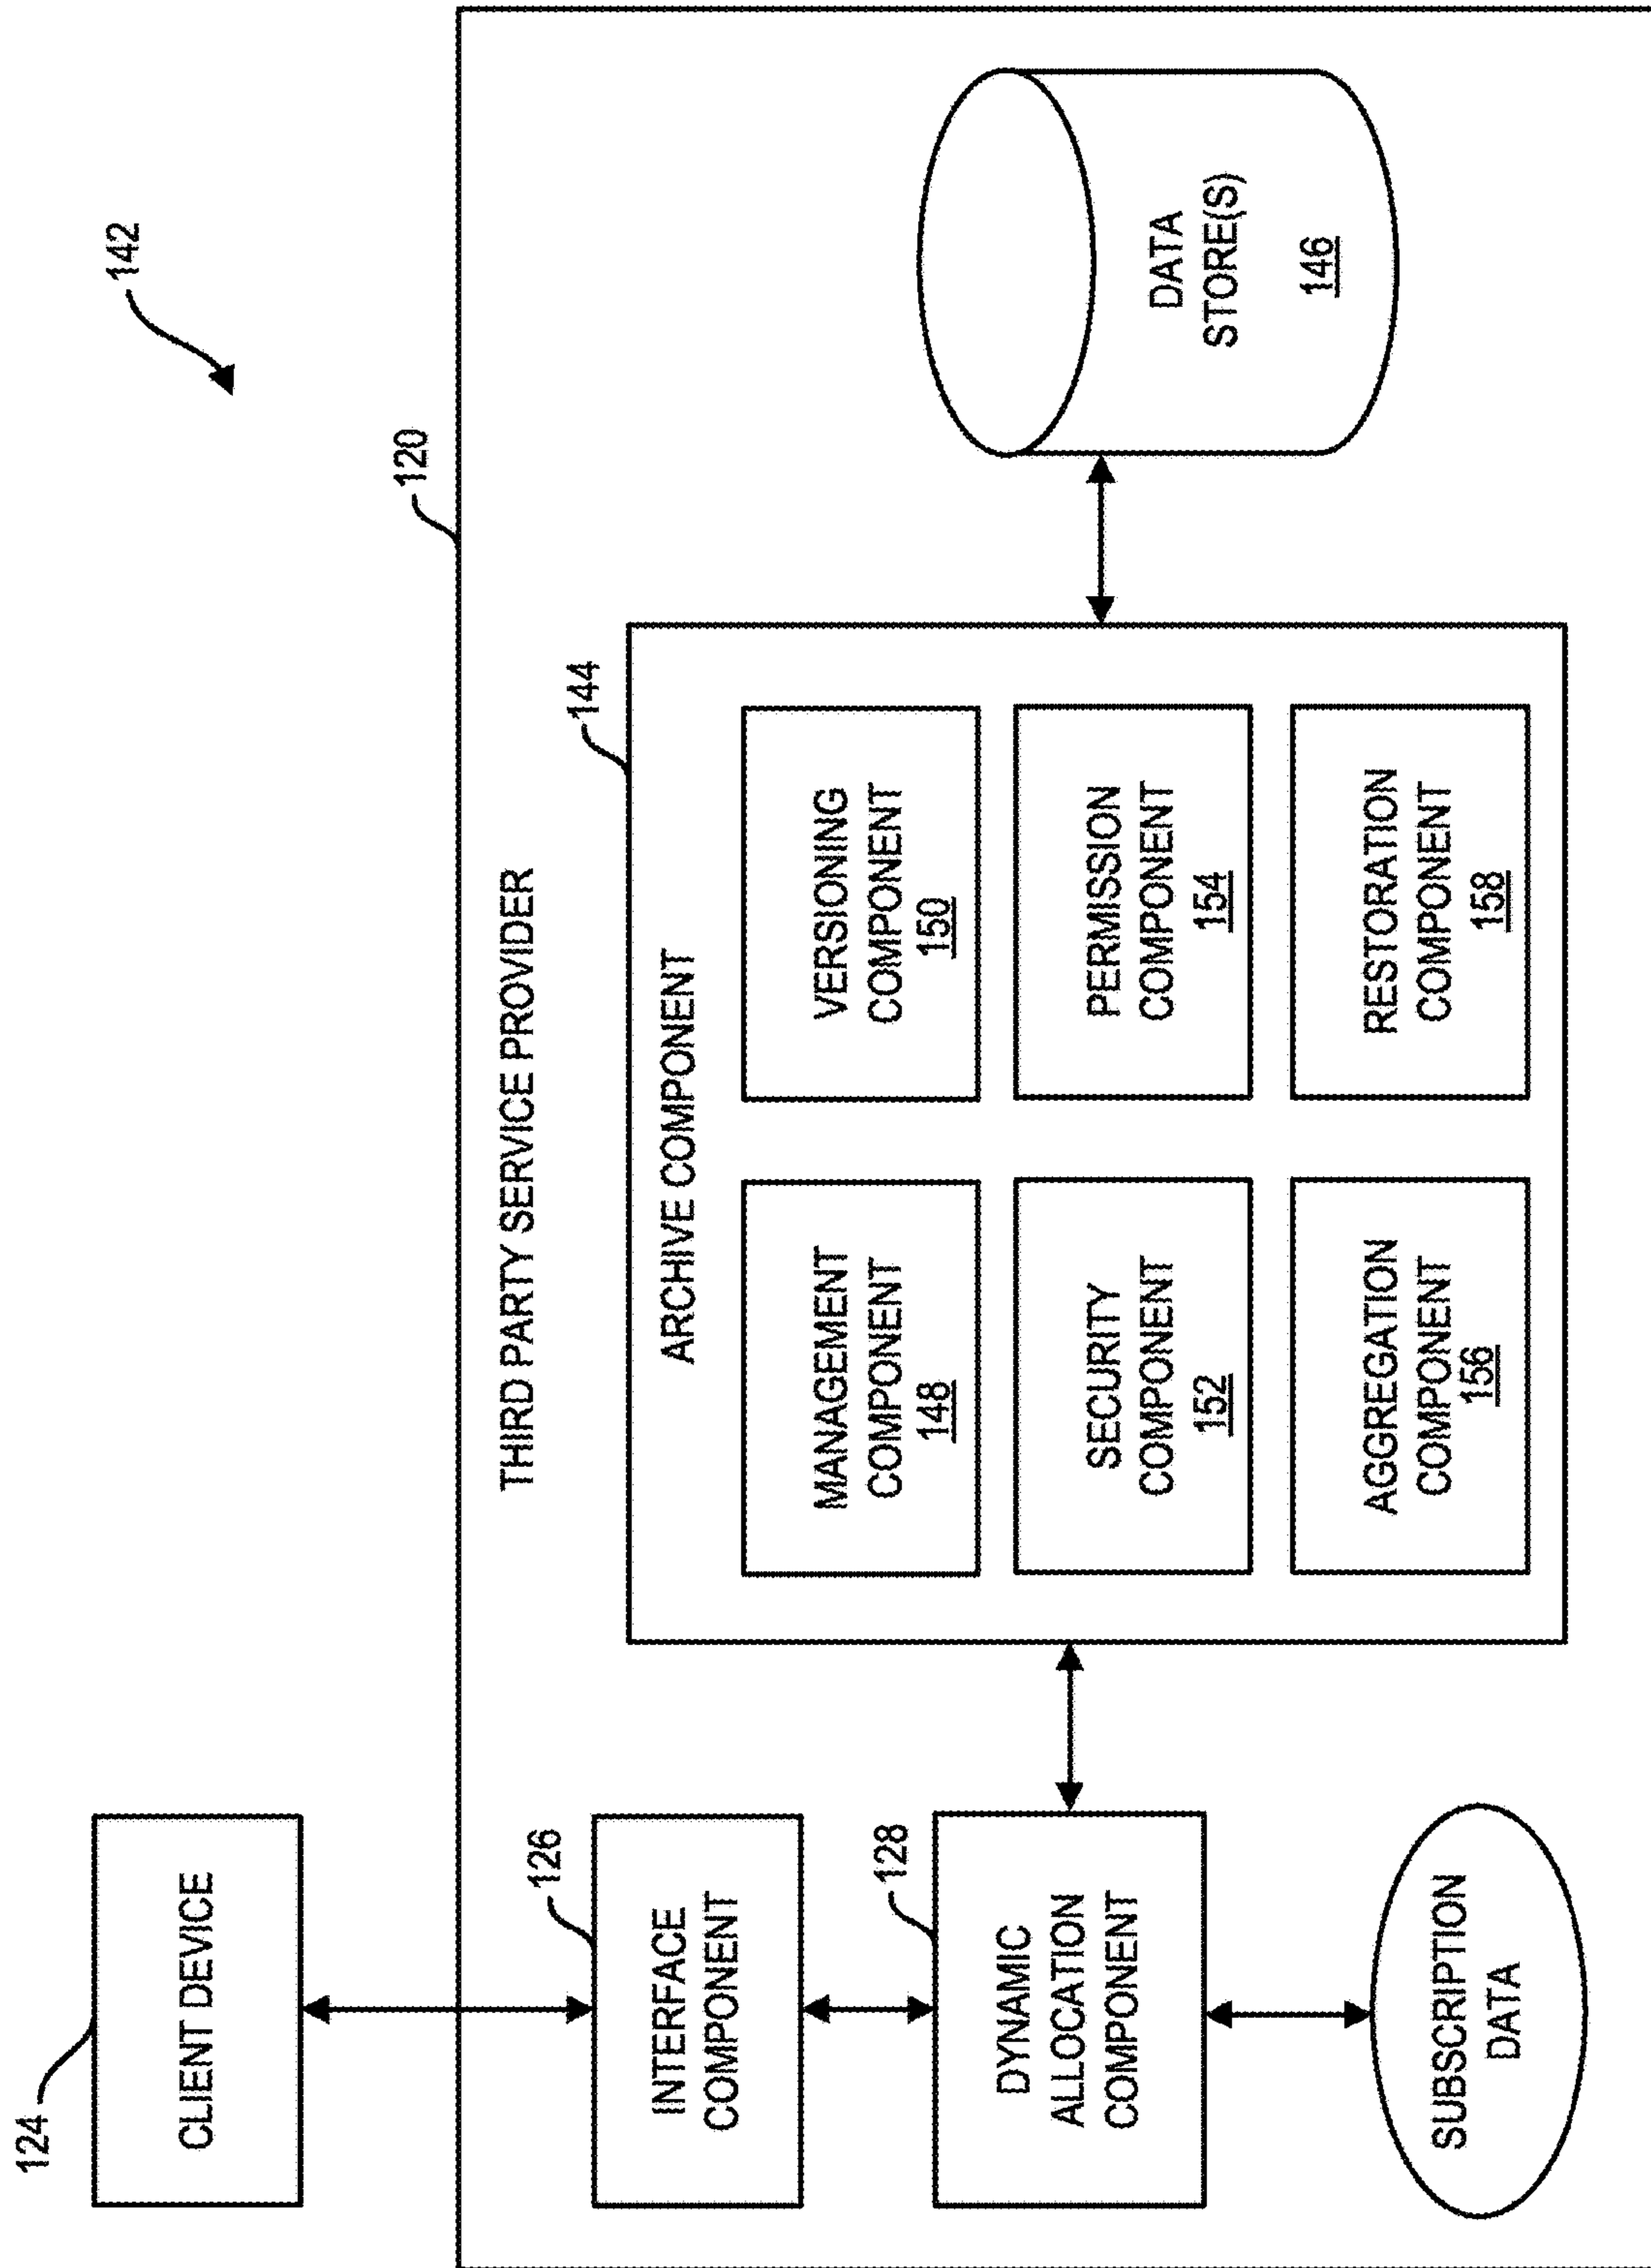 142
124
CLIENT DEVICE
120
THIRD PARTY SERVICE PROVIDER
126
INTERFACE
COMPONENT
128
DYNAMIC
ALLOCATION
COMPONENT
SUBSCRIPTION
DATA
144
ARCHIVE COMPONENT
MANAGEMENT
COMPONENT
148
VERSIONING
COMPONENT
150
SECURITY
COMPONENT
152
PERMISSION
COMPONENT
154
AGGREGATION
COMPONENT
156
RESTORATION
COMPONENT
158
DATA
STORE(S)
146